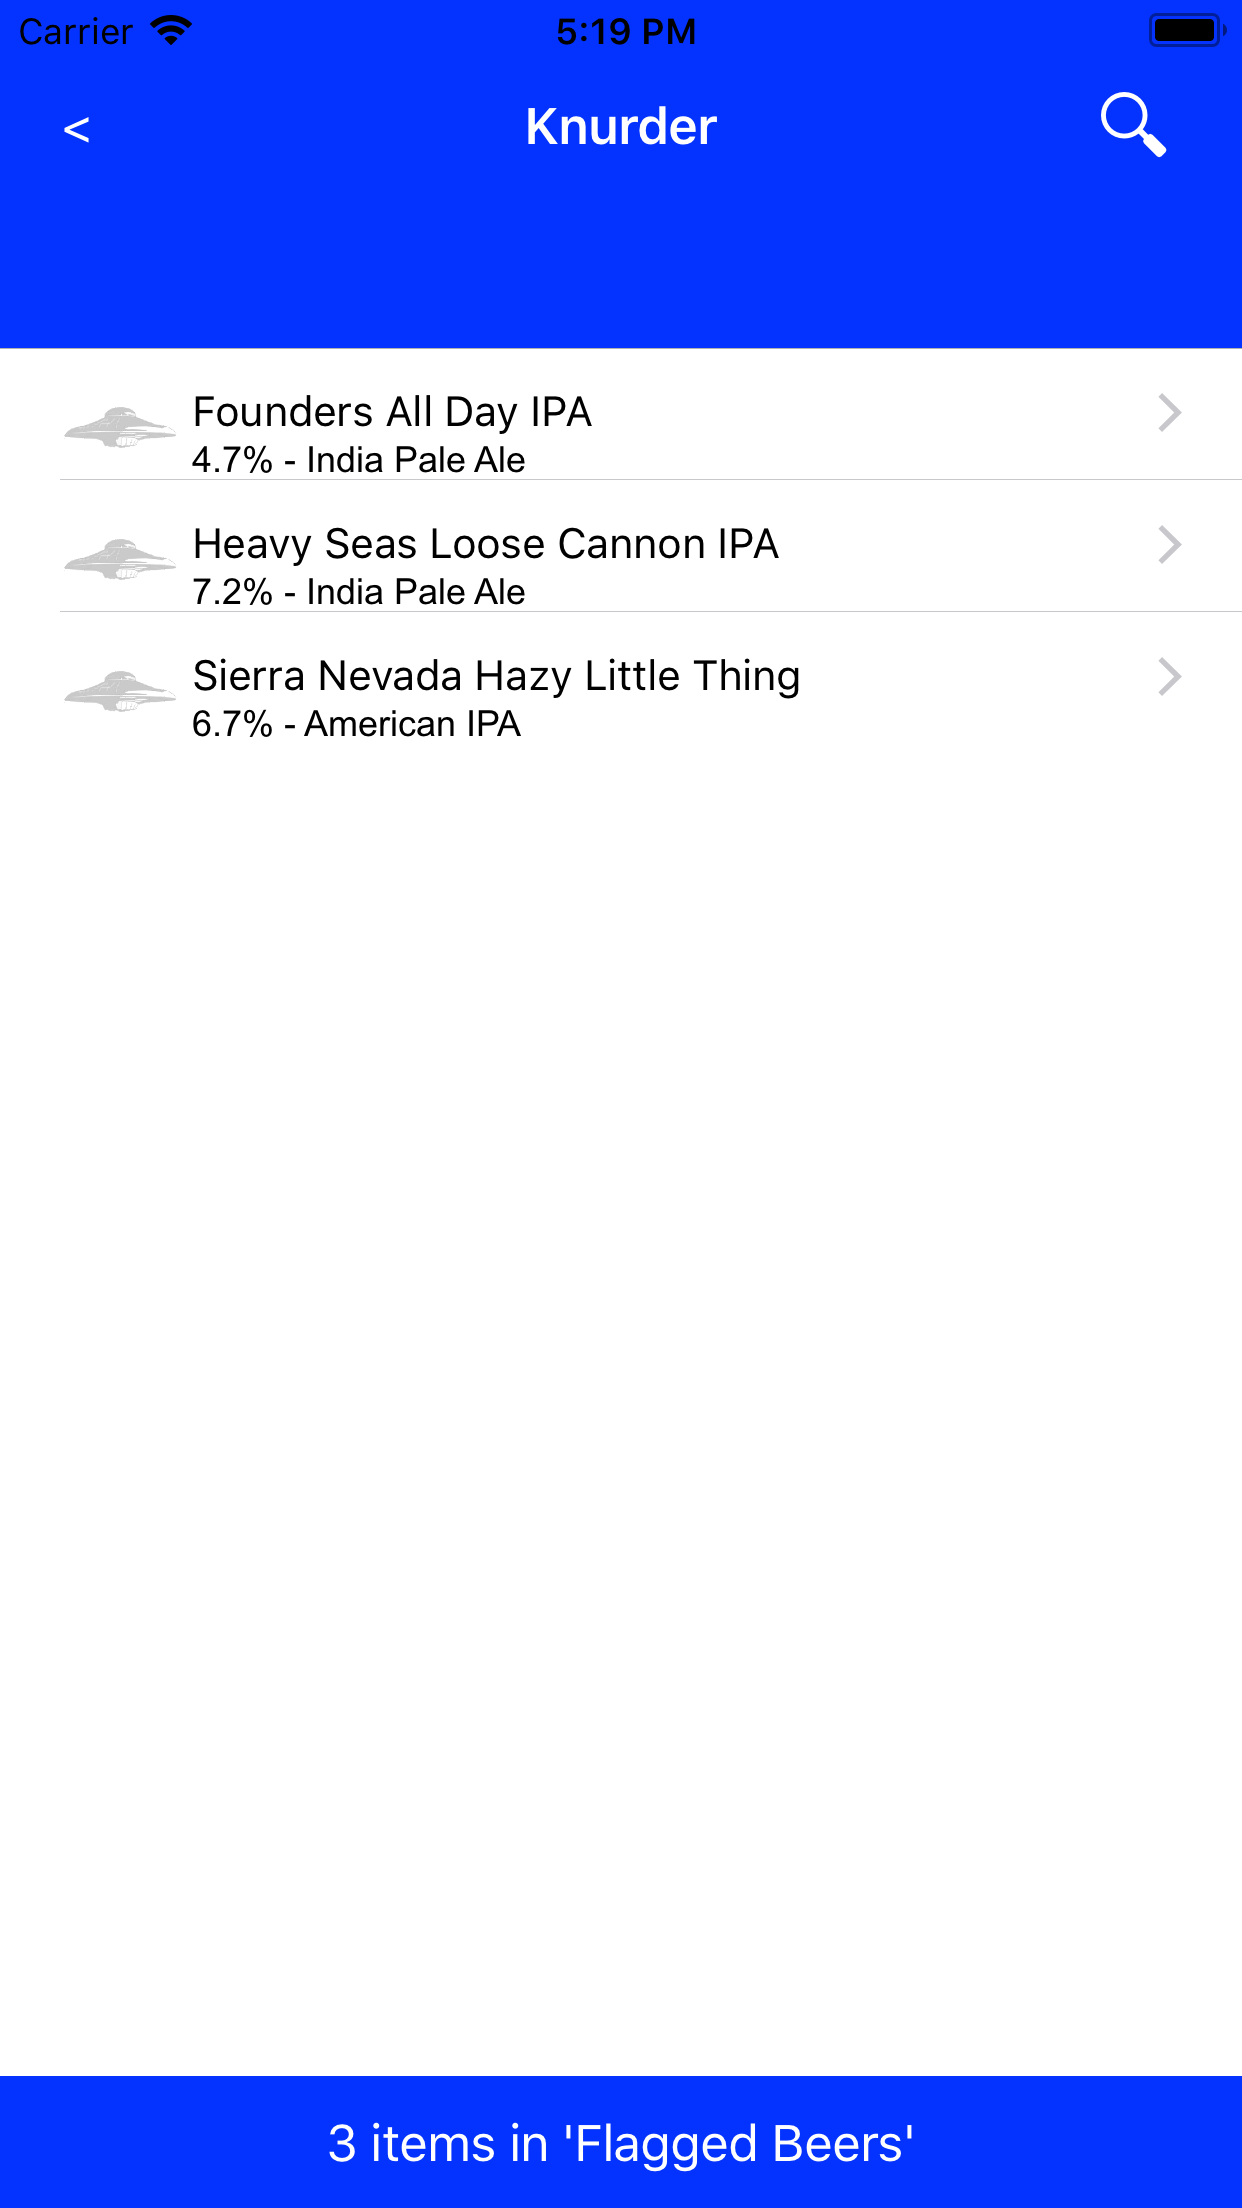 Carrier 5:19 PM
< Knurder
Founders All Day IPA
4.7% - India Pale Ale
Heavy Seas Loose Cannon IPA
7.2% - India Pale Ale
Sierra Nevada Hazy Little Thing
6.7% - American IPA
3 items in 'Flagged Beers'